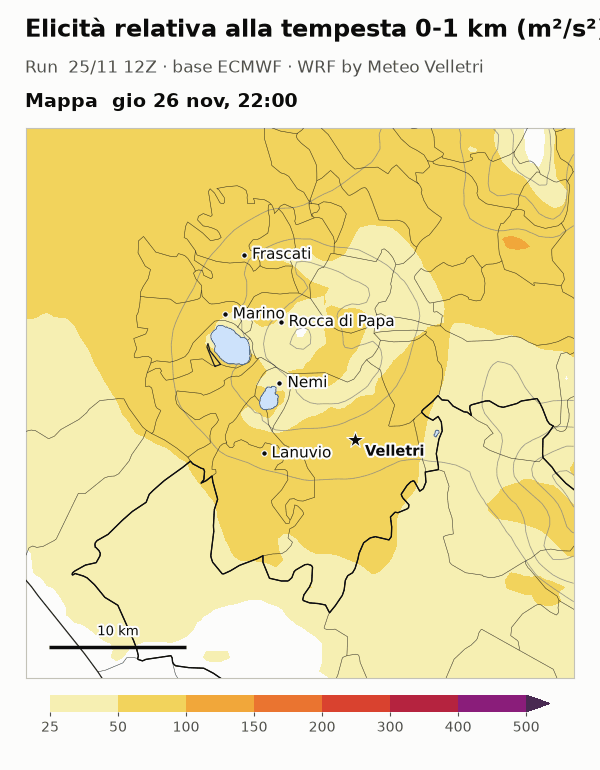 Elicità relativa alla tempesta 0-1 km (m²/s²)
Run  25/11 12Z · base ECMWF · WRF by Meteo Velletri
Mappa  gio 26 nov, 22:00
Frascati
Marino
Rocca di Papa
Nemi
Velletri
Lanuvio
10 km
25 50 100 150 200 300 400 500